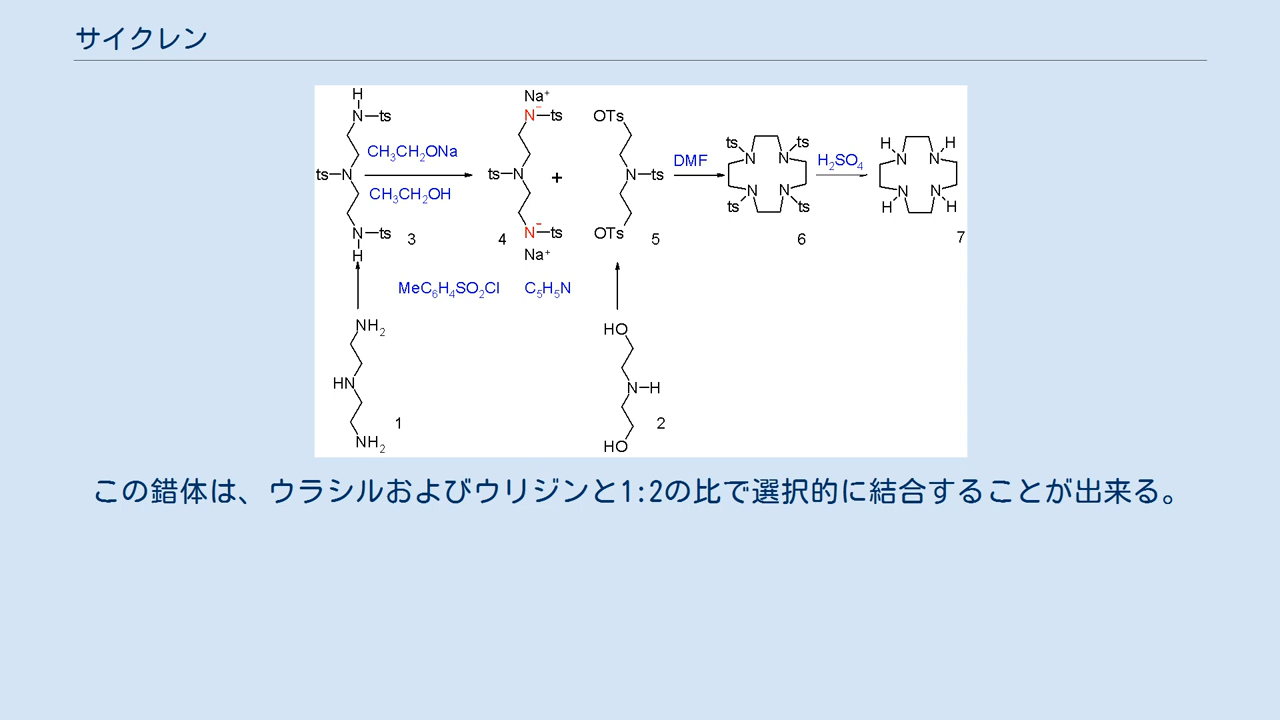 サイクレン
H
N—ts
ts—N
N—ts
H
3
CH₃CH₂ONa
CH₃CH₂OH
Na⁺
N⁻—ts
ts—N
N⁻—ts
Na⁺
4
+
OTs
N—ts
OTs
5
DMF
ts ts
N N
N N
ts ts
6
H₂SO₄
H H
N N
N N
H H
7
MeC₆H₄SO₂Cl C₅H₅N
NH₂
HN
NH₂
1
HO
N—H
HO
2
この錯体は、ウラシルおよびウリジンと1:2の比で選択的に結合することが出来る。